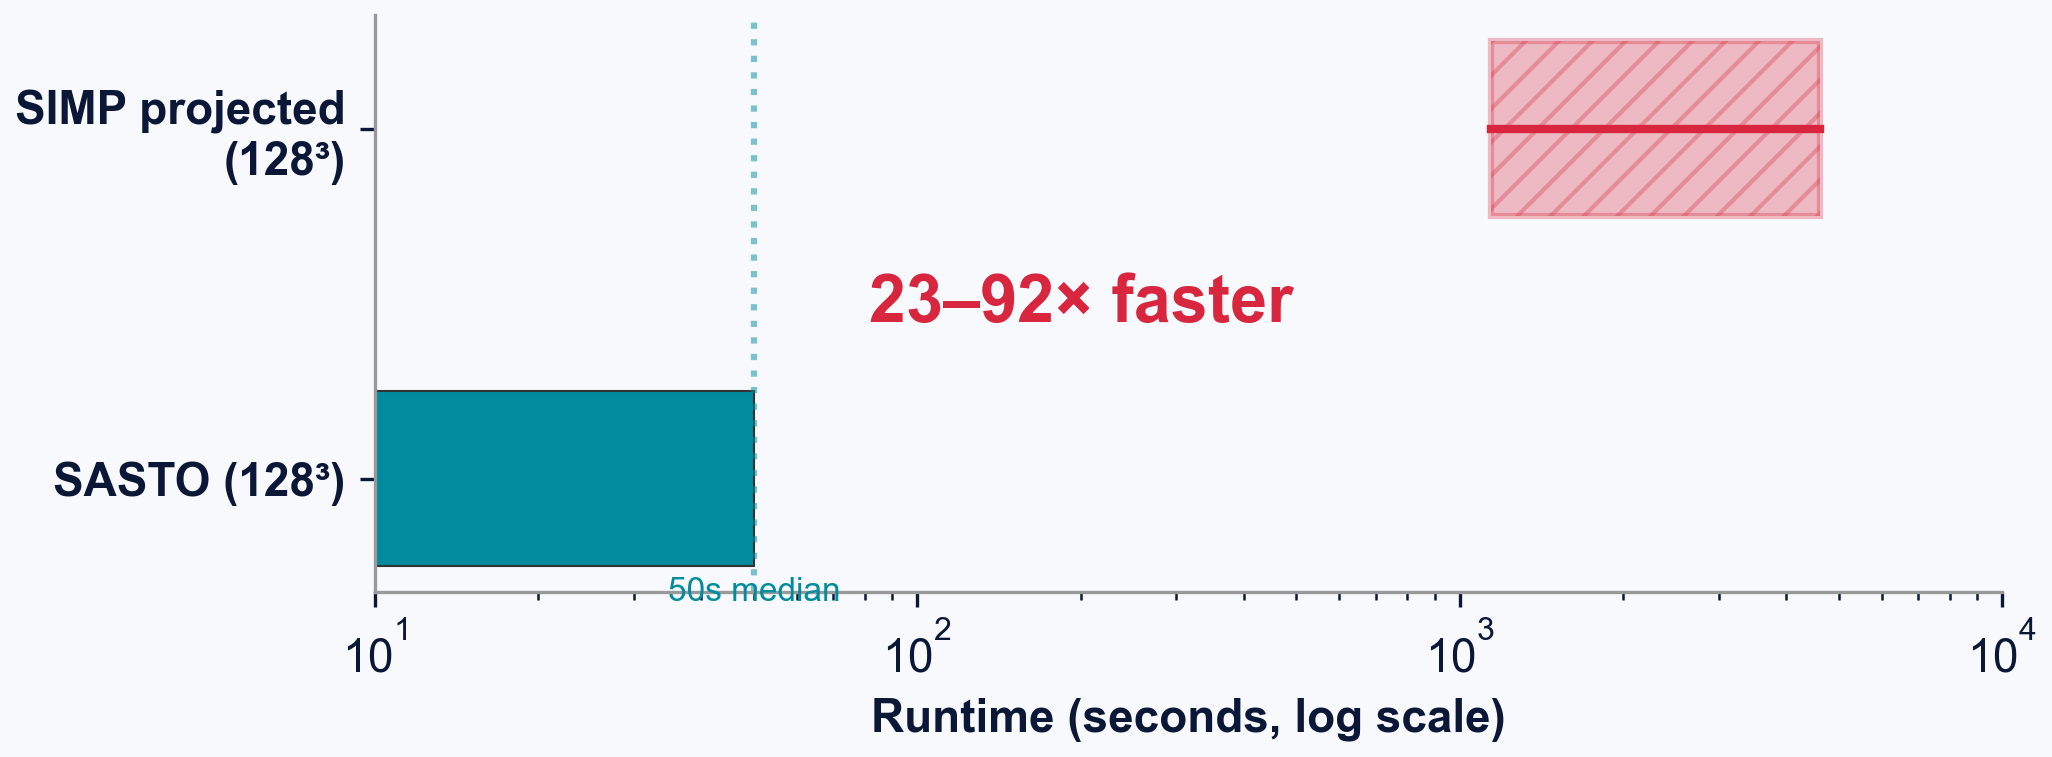 SIMP projected
(128³)
23–92× faster
SASTO (128³)
50s median
10¹
10²
10³
10⁴
Runtime (seconds, log scale)